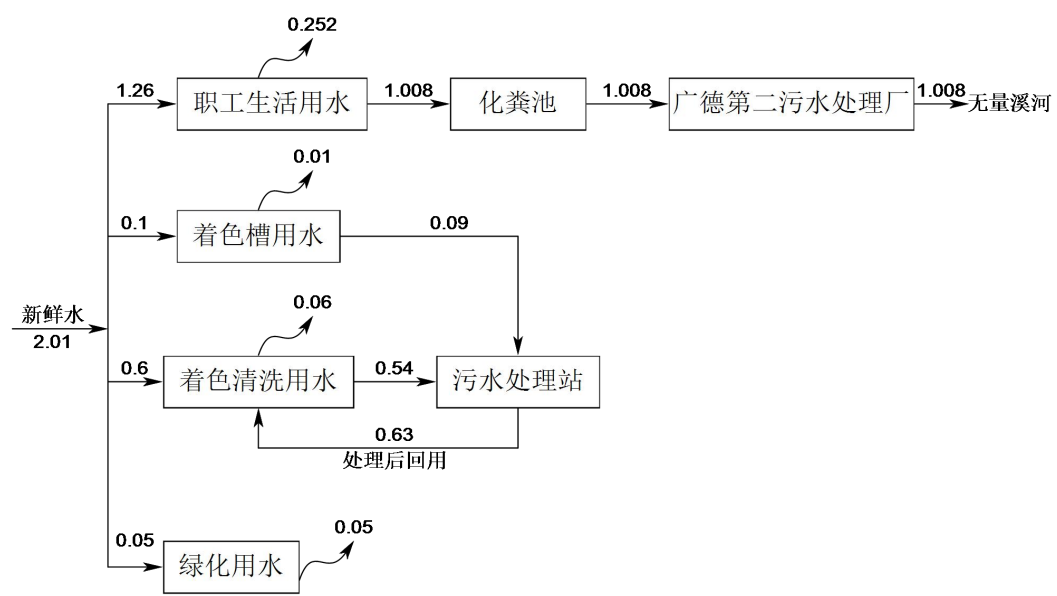 0.252
1.26
职工生活用水
1.008
化粪池
1.008
广德第二污水处理厂
1.008
无量溪河
0.01
0.1
着色槽用水
0.09
新鲜水
2.01
0.06
0.6
着色清洗用水
0.54
污水处理站
0.63
处理后回用
0.05
绿化用水
0.05